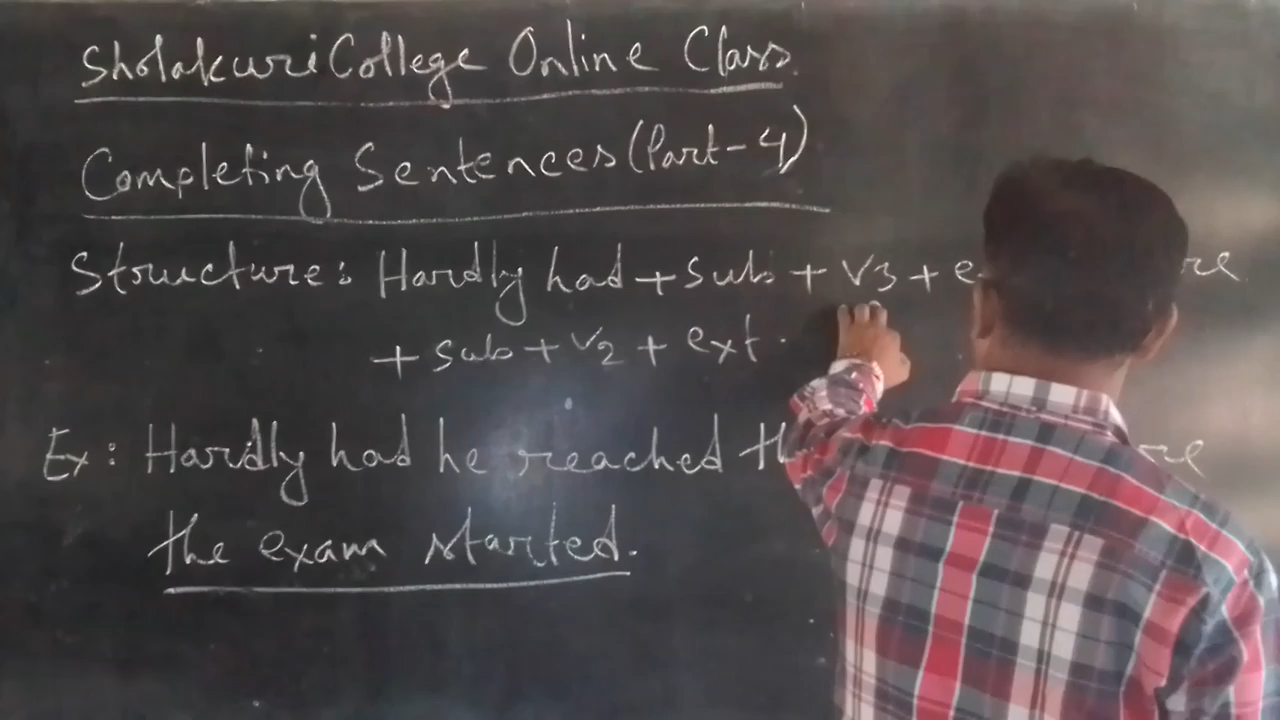 Sholakuri College Online Class.
Completing Sentences (Part-4)
Structure: Hardly had + sub + V3 +
+ sub + V2 + ext.
Ex: Hardly had he reached
the exam started.